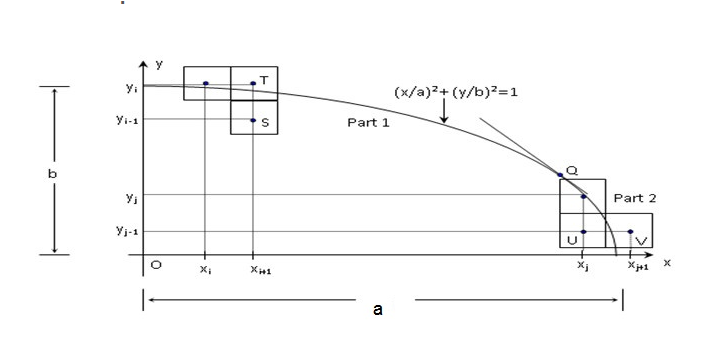 y
yᵢ
T
(x/a)²+(y/b)²=1
yᵢ₋₁
S
Part 1
b
Q
yⱼ
Part 2
yⱼ₋₁
U
V
O
xᵢ
xᵢ₊₁
xⱼ
xⱼ₊₁
x
a